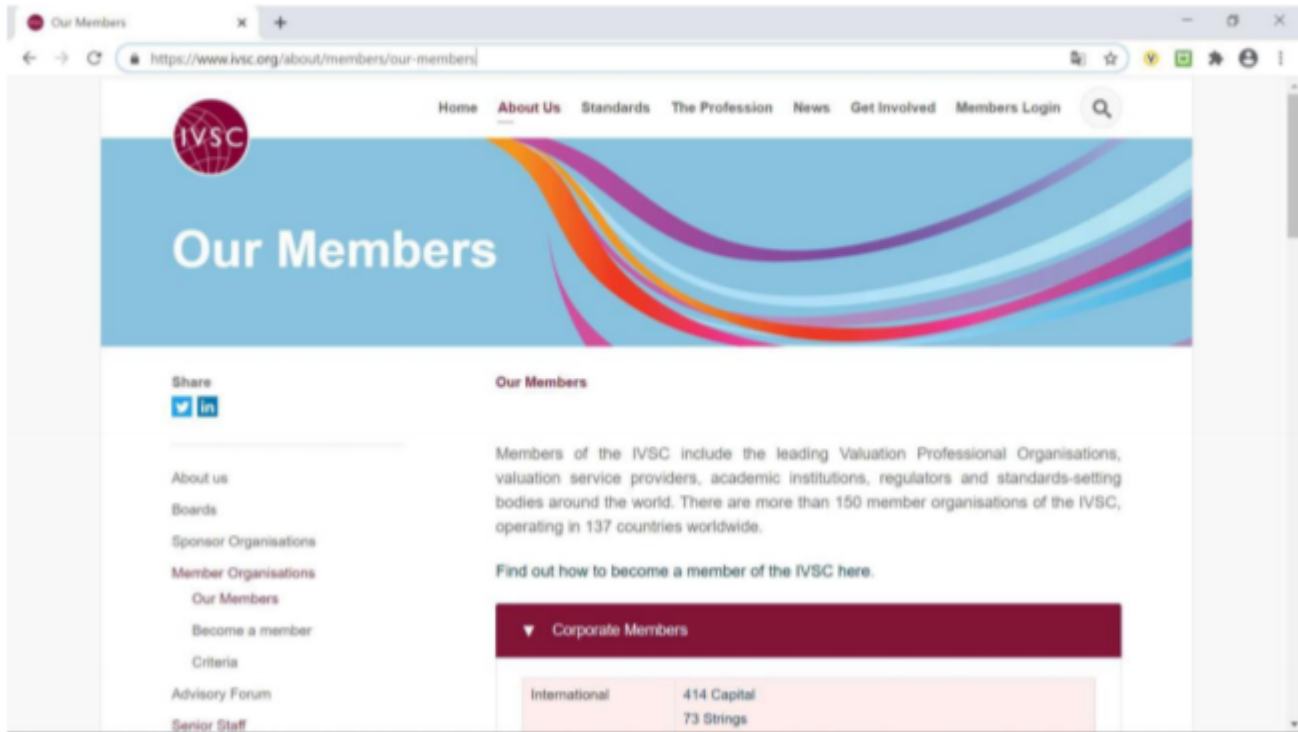 Our Members
https://www.ivsc.org/about/members/our-members
IVSC
Home About Us Standards The Profession News Get Involved Members Login
Our Members
Share
in
About us
Boards
Sponsor Organisations
Member Organisations
Our Members
Become a member
Criteria
Advisory Forum
Senior Staff
Our Members
Members of the IVSC include the leading Valuation Professional Organisations,
valuation service providers, academic institutions, regulators and standards-setting
bodies around the world. There are more than 150 member organisations of the IVSC,
operating in 137 countries worldwide.
Find out how to become a member of the IVSC here.
Corporate Members
International 414 Capital
73 Strings